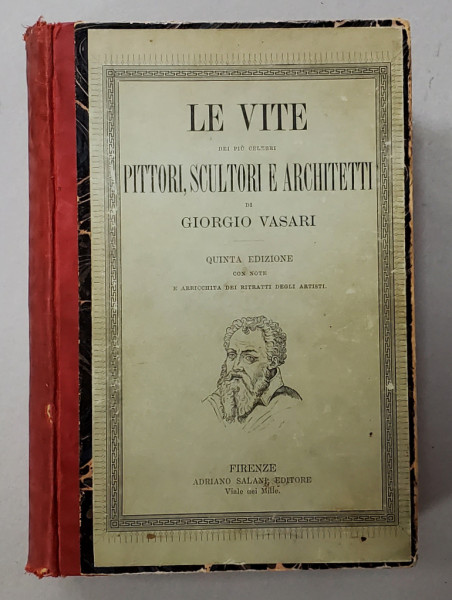 LE VITE
DEI PIÙ CELEBRI
PITTORI, SCULTORI E ARCHITETTI
DI
GIORGIO VASARI
QUINTA EDIZIONE
CON NOTE
E ARRICCHITA DEI RITRATTI DEGLI ARTISTI.
FIRENZE
ADRIANO SALANI, EDITORE
Viale dei Mille.